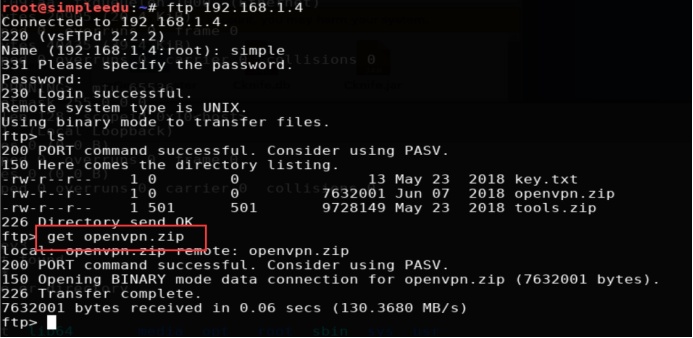 root@simpleedu:~# ftp 192.168.1.4
Connected to 192.168.1.4.
220 (vsFTPd 2.2.2)
Name (192.168.1.4:root): simple
331 Please specify the password.
Password:
230 Login successful.
Remote system type is UNIX.
Using binary mode to transfer files.
ftp> ls
200 PORT command successful. Consider using PASV.
150 Here comes the directory listing.
-rw-r--r-- 1 0 0 13 May 23 2018 key.txt
-rw-r--r-- 1 0 0 7632001 Jun 07 2018 openvpn.zip
-rw-r--r-- 1 501 501 9728149 May 23 2018 tools.zip
226 Directory send OK.
ftp> get openvpn.zip
local: openvpn.zip remote: openvpn.zip
200 PORT command successful. Consider using PASV.
150 Opening BINARY mode data connection for openvpn.zip (7632001 bytes).
226 Transfer complete.
7632001 bytes received in 0.06 secs (130.3680 MB/s)
ftp>